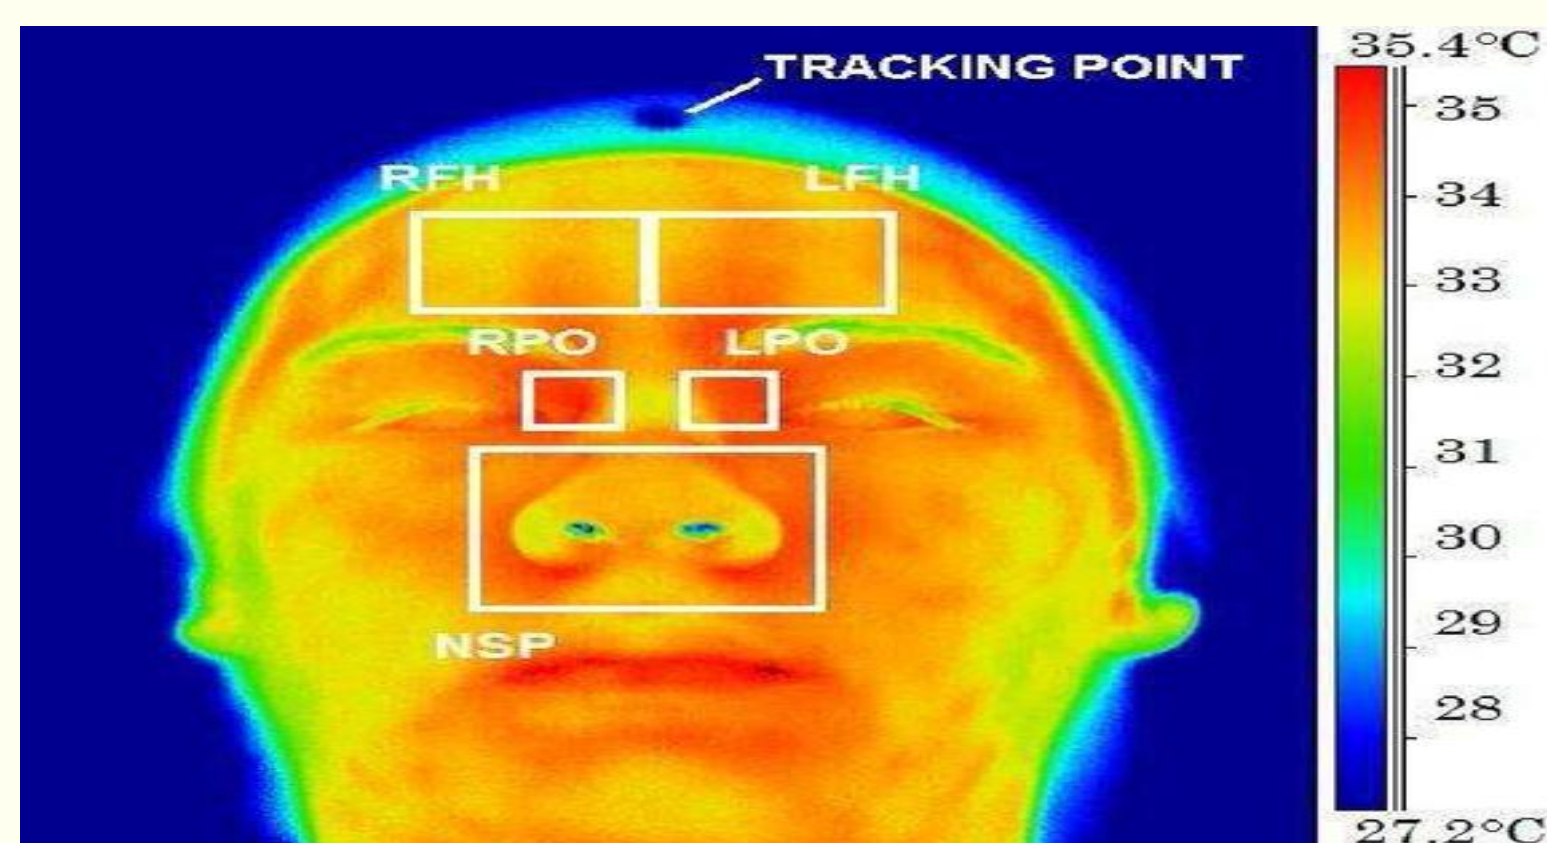 TRACKING POINT
RFH LFH
RPO LPO
NSP
35.4°C
35
34
33
32
31
30
29
28
27.2°C